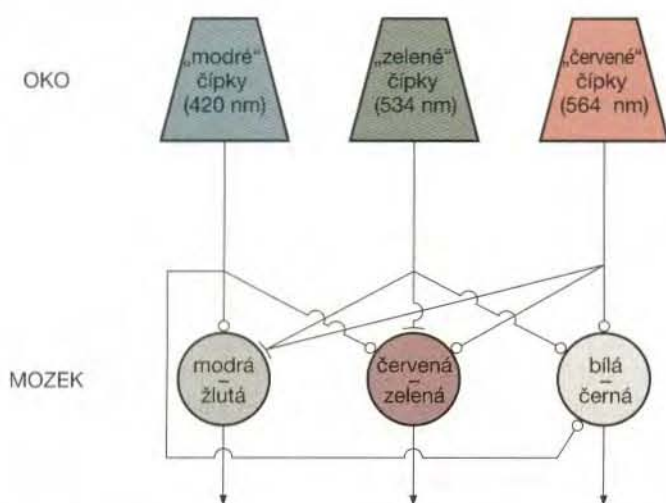 OKO
„modré“
čípky
(420 nm)
„zelené“
čípky
(534 nm)
„červené“
čípky
(564 nm)
MOZEK
modrá
–
žlutá
červená
–
zelená
bílá
–
černá